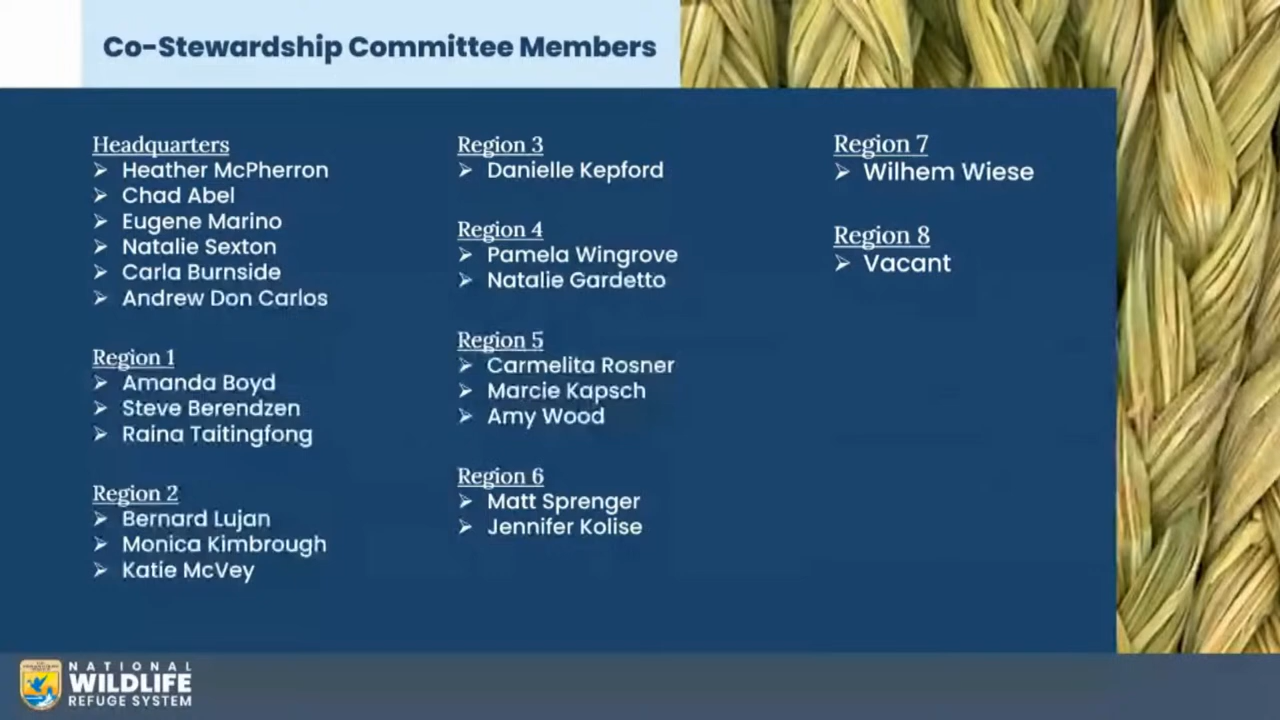 Co-Stewardship Committee Members
Headquarters
➢ Heather McPherron
➢ Chad Abel
➢ Eugene Marino
➢ Natalie Sexton
➢ Carla Burnside
➢ Andrew Don Carlos
Region 1
➢ Amanda Boyd
➢ Steve Berendzen
➢ Raina Taitingfong
Region 2
➢ Bernard Lujan
➢ Monica Kimbrough
➢ Katie McVey
Region 3
➢ Danielle Kepford
Region 4
➢ Pamela Wingrove
➢ Natalie Gardetto
Region 5
➢ Carmelita Rosner
➢ Marcie Kapsch
➢ Amy Wood
Region 6
➢ Matt Sprenger
➢ Jennifer Kolise
Region 7
➢ Wilhem Wiese
Region 8
➢ Vacant
NATIONAL
WILDLIFE
REFUGE SYSTEM